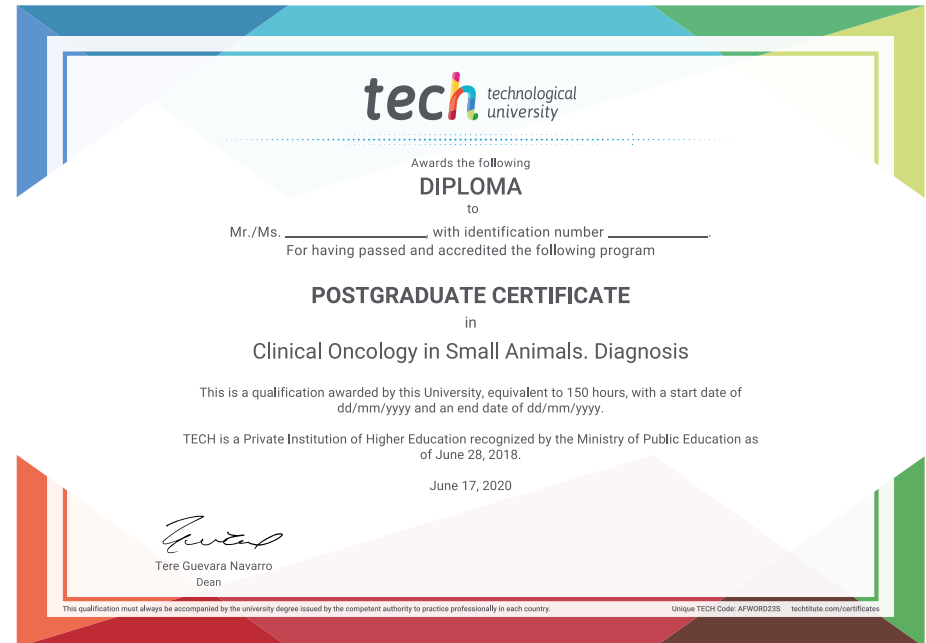 tech technological
university
Awards the following
DIPLOMA
to
Mr./Ms. ________________, with identification number ____________.
For having passed and accredited the following program
POSTGRADUATE CERTIFICATE
in
Clinical Oncology in Small Animals. Diagnosis
This is a qualification awarded by this University, equivalent to 150 hours, with a start date of
dd/mm/yyyy and an end date of dd/mm/yyyy.
TECH is a Private Institution of Higher Education recognized by the Ministry of Public Education as
of June 28, 2018.
June 17, 2020
Tere Guevara Navarro
Dean
This qualification must always be accompanied by the university degree issued by the competent authority to practice professionally in each country.
Unique TECH Code: AFWORD23S techtitute.com/certificates